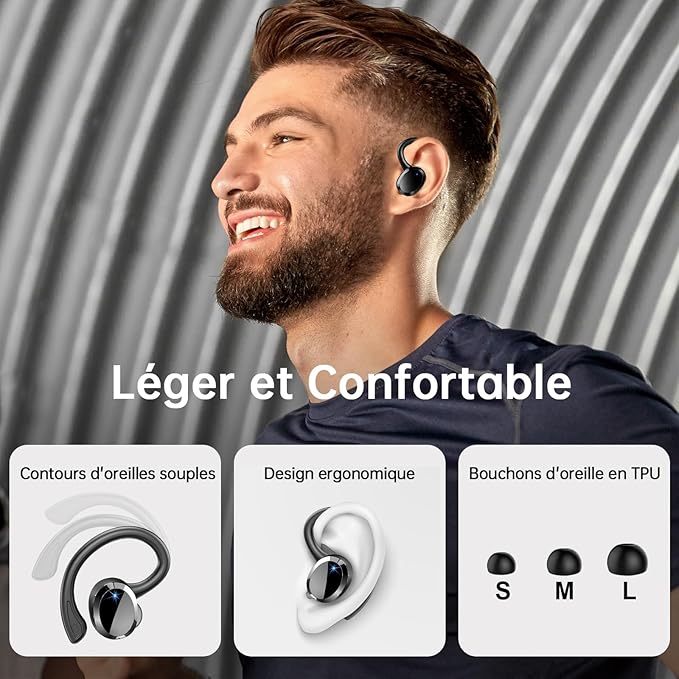 Léger et Confortable
Contours d'oreilles souples
Design ergonomique
Bouchons d'oreille en TPU
S
M
L